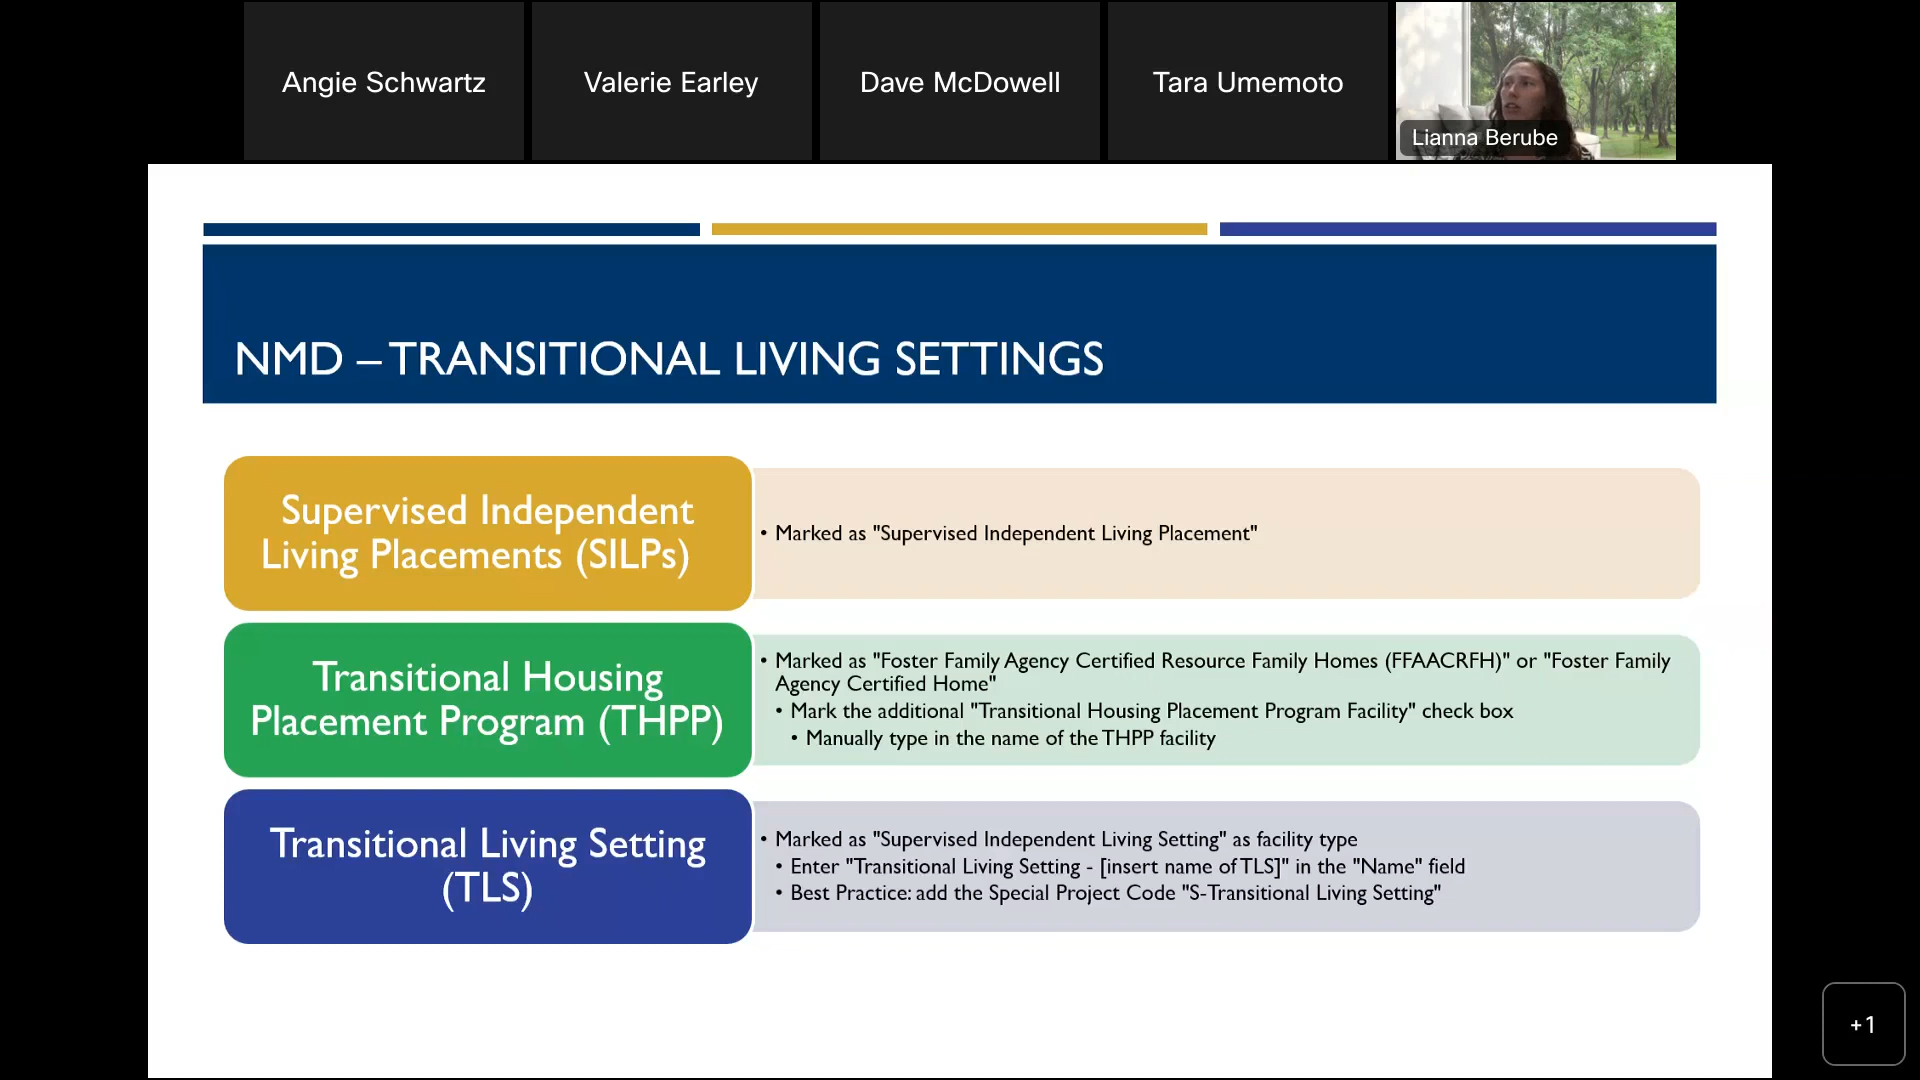 Angie Schwartz
Valerie Earley
Dave McDowell
Tara Umemoto
Lianna Berube
NMD – TRANSITIONAL LIVING SETTINGS
Supervised Independent
Living Placements (SILPs)
• Marked as "Supervised Independent Living Placement"
Transitional Housing
Placement Program (THPP)
• Marked as "Foster Family Agency Certified Resource Family Homes (FFAACRFH)" or "Foster Family
Agency Certified Home"
• Mark the additional "Transitional Housing Placement Program Facility" check box
• Manually type in the name of the THPP facility
Transitional Living Setting
(TLS)
• Marked as "Supervised Independent Living Setting" as facility type
• Enter "Transitional Living Setting - [insert name of TLS]" in the "Name" field
• Best Practice: add the Special Project Code "S-Transitional Living Setting"
+1